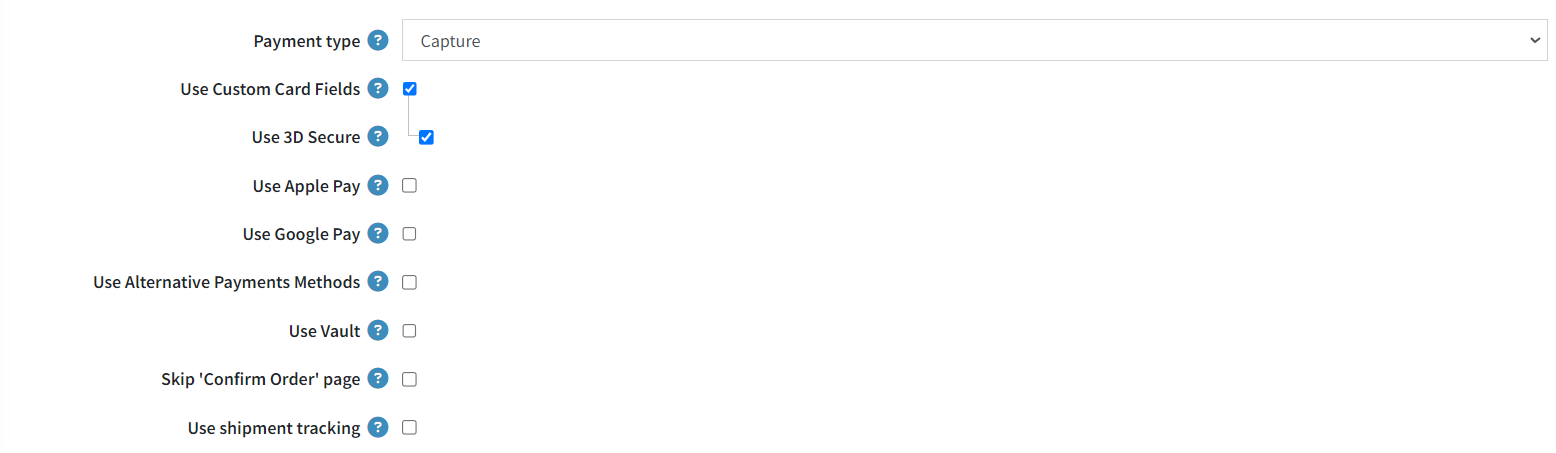 Payment type ? Capture
Use Custom Card Fields ?
Use 3D Secure ?
Use Apple Pay ?
Use Google Pay ?
Use Alternative Payments Methods ?
Use Vault ?
Skip 'Confirm Order' page ?
Use shipment tracking ?